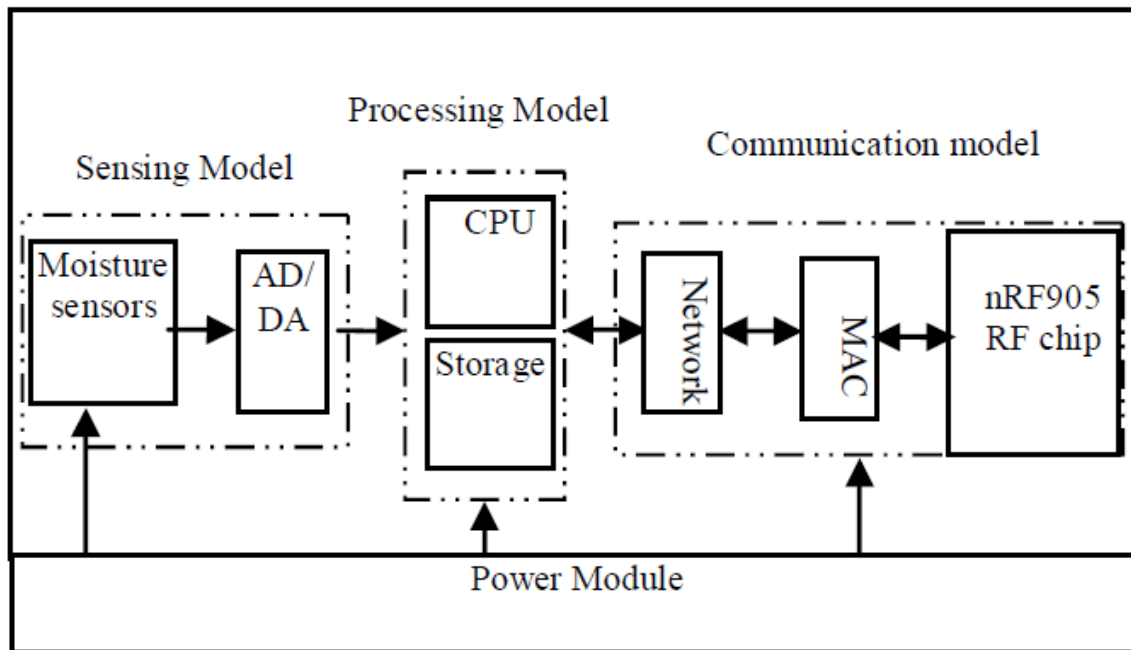 Processing Model
Communication model
Sensing Model
Moisture
sensors
AD/
DA
CPU
Storage
Network
MAC
nRF905
RF chip
Power Module